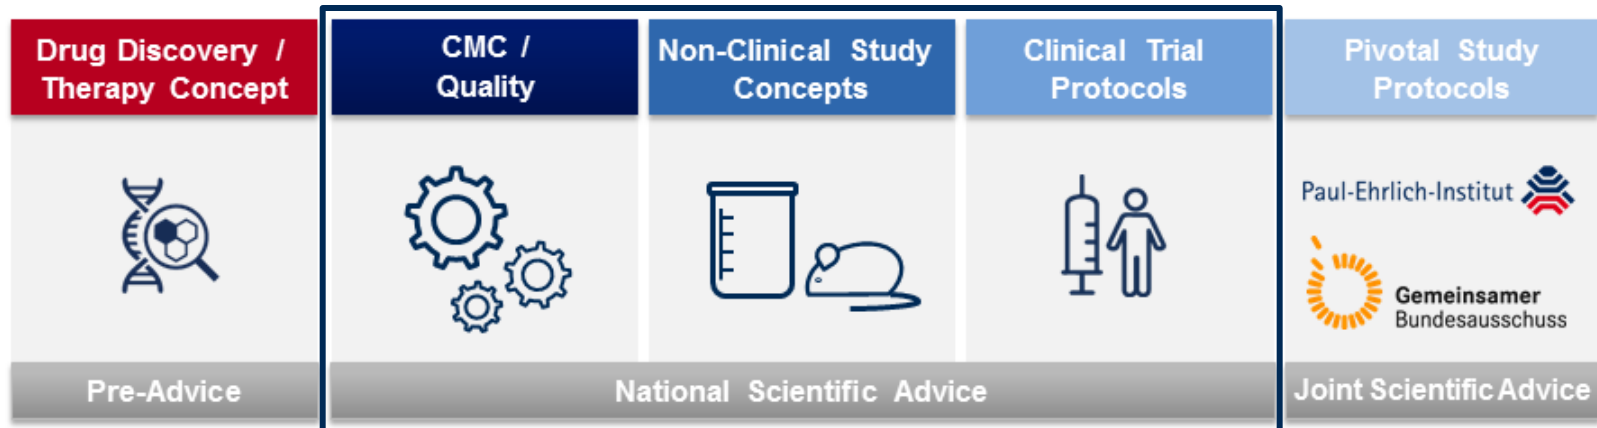 Drug Discovery /
Therapy Concept
CMC /
Quality
Non-Clinical Study
Concepts
Clinical Trial
Protocols
Pivotal Study
Protocols
Paul-Ehrlich-Institut
Gemeinsamer
Bundesausschuss
Pre-Advice
National Scientific Advice
Joint Scientific Advice